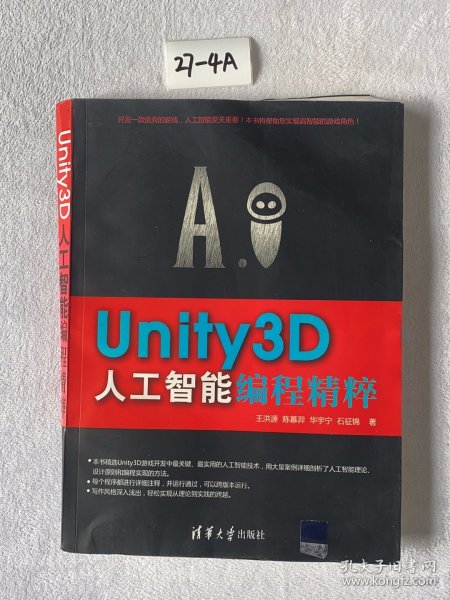 27-4A
开发一款优秀的游戏，人工智能至关重要！本书将帮助您实现高智能的游戏角色！
A.i
Unity3D
人工智能编程精粹
王洪源 陈慕羿 华宇宁 石征锦 著
• 本书精选Unity3D游戏开发中最关键、最实用的人工智能技术，用大量案例详细剖析了人工智能理论、
设计原则和编程实现的方法。
• 每个程序都进行详细注释，并运行通过，可以跨版本运行。
• 写作风格深入浅出，轻松实现从理论到实践的跨越。
清华大学出版社
Unity3D人工智能编程精粹
孔夫子旧书网
book.kongfz.com